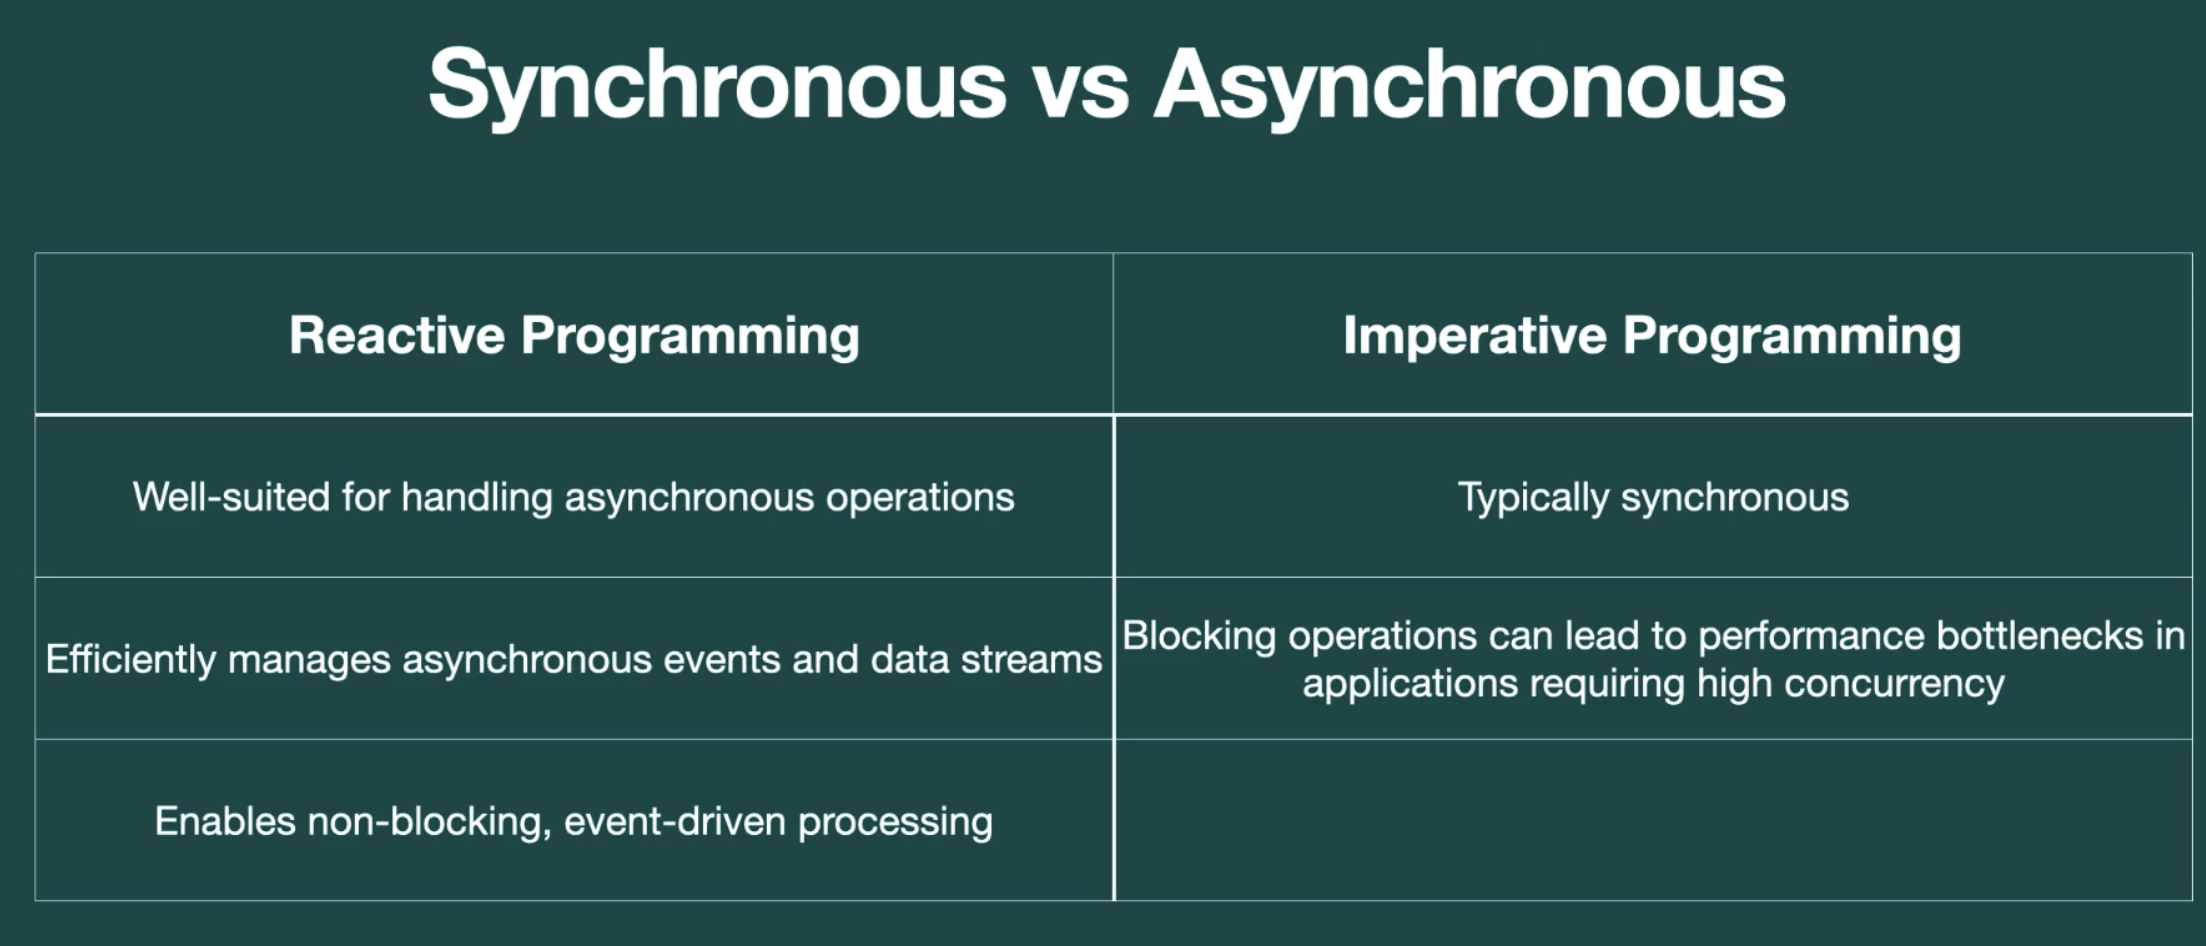 Synchronous vs Asynchronous
Reactive Programming
Imperative Programming
Well-suited for handling asynchronous operations
Typically synchronous
Efficiently manages asynchronous events and data streams
Blocking operations can lead to performance bottlenecks in
applications requiring high concurrency
Enables non-blocking, event-driven processing